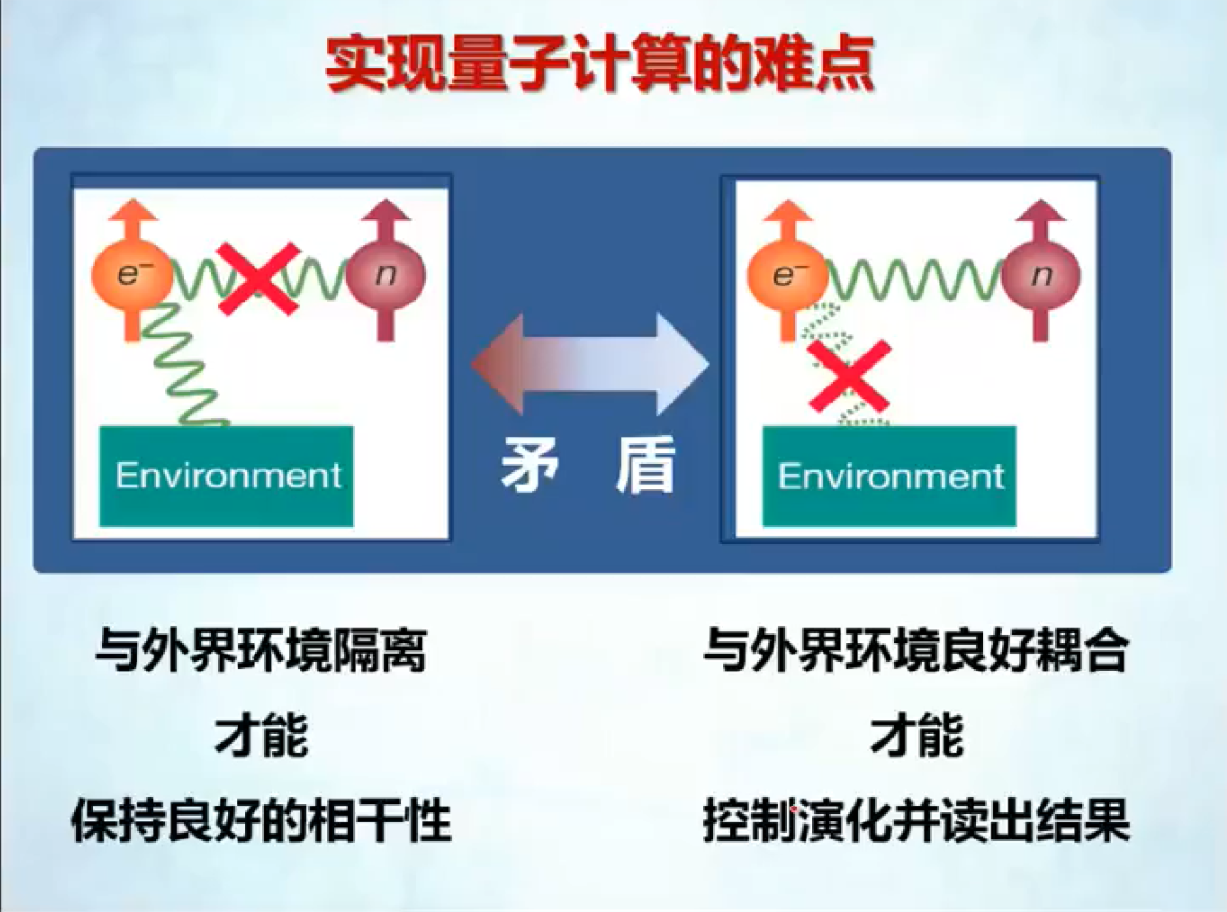 实现量子计算的难点
e⁻ n
Environment
矛 盾
e⁻ n
Environment
与外界环境隔离
才能
保持良好的相干性
与外界环境良好耦合
才能
控制演化并读出结果